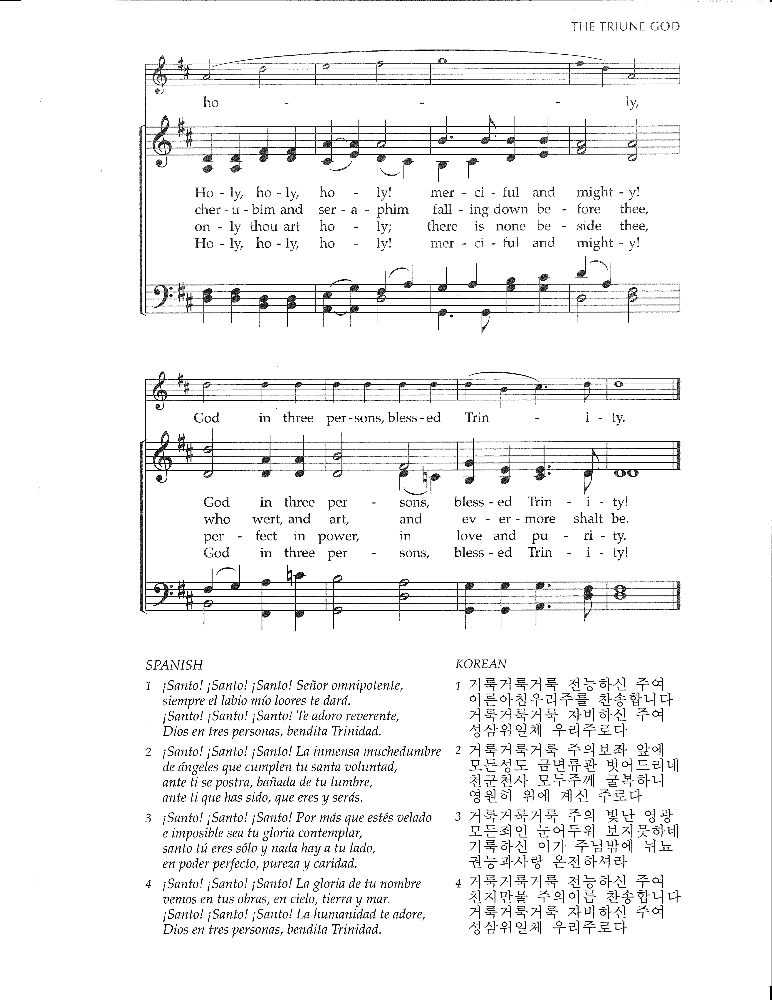 THE TRIUNE GOD
ho - - - ly,
Ho - ly, ho - ly, ho - ly! mer - ci - ful and might - y!
cher - u - bim and ser - a - phim fall - ing down be - fore thee,
on - ly thou art ho - ly; there is none be - side thee,
Ho - ly, ho - ly, ho - ly! mer - ci - ful and might - y!
God in three per - sons, bless - ed Trin - i - ty.
God in three per - sons, bless - ed Trin - i - ty!
who wert, and art, and ev - er - more shalt be.
per - fect in power, in love and pu - ri - ty.
God in three per - sons, bless - ed Trin - i - ty!
SPANISH
1 ¡Santo! ¡Santo! ¡Santo! Señor omnipotente,
siempre el labio mío loores te dará.
¡Santo! ¡Santo! ¡Santo! Te adoro reverente,
Dios en tres personas, bendita Trinidad.
2 ¡Santo! ¡Santo! ¡Santo! La inmensa muchedumbre
de ángeles que cumplen tu santa voluntad,
ante ti se postra, bañada de tu lumbre,
ante ti que has sido, que eres y serás.
3 ¡Santo! ¡Santo! ¡Santo! Por más que estés velado
e imposible sea tu gloria contemplar,
santo tú eres sólo y nada hay a tu lado,
en poder perfecto, pureza y caridad.
4 ¡Santo! ¡Santo! ¡Santo! La gloria de tu nombre
vemos en tus obras, en cielo, tierra y mar.
¡Santo! ¡Santo! ¡Santo! La humanidad te adore,
Dios en tres personas, bendita Trinidad.
KOREAN
1 거룩거룩거룩 전능하신 주여
이른아침우리주를 찬송합니다
거룩거룩거룩 자비하신 주여
성삼위일체 우리주로다
2 거룩거룩거룩 주의보좌 앞에
모든성도 금면류관 벗어드리네
천군천사 모두주께 굴복하니
영원히 위에 계신 주로다
3 거룩거룩거룩 주의 빛난 영광
모든죄인 눈어두워 보지못하네
거룩하신 이가 주님밖에 뉘뇨
권능과사랑 온전하셔라
4 거룩거룩거룩 전능하신 주여
천지만물 주의이름 찬송합니다
거룩거룩거룩 자비하신 주여
성삼위일체 우리주로다